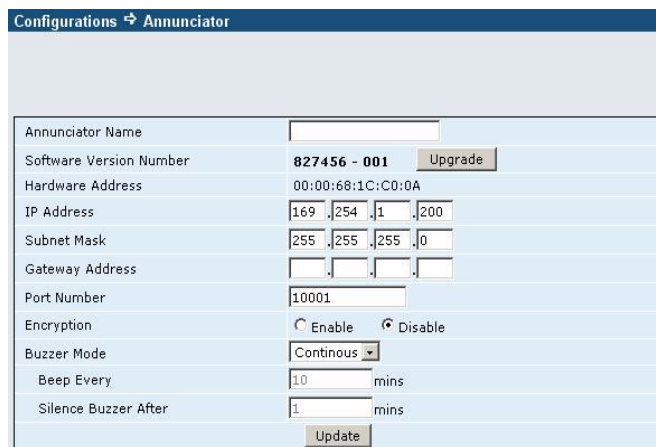 Configurations ➪ Annunciator
Annunciator Name
Software Version Number 827456 - 001 Upgrade
Hardware Address 00:00:68:1C:C0:0A
IP Address 169 .254 .1 .200
Subnet Mask 255 .255 .255 .0
Gateway Address . . .
Port Number 10001
Encryption Enable Disable
Buzzer Mode Continous
Beep Every 10 mins
Silence Buzzer After 1 mins
Update